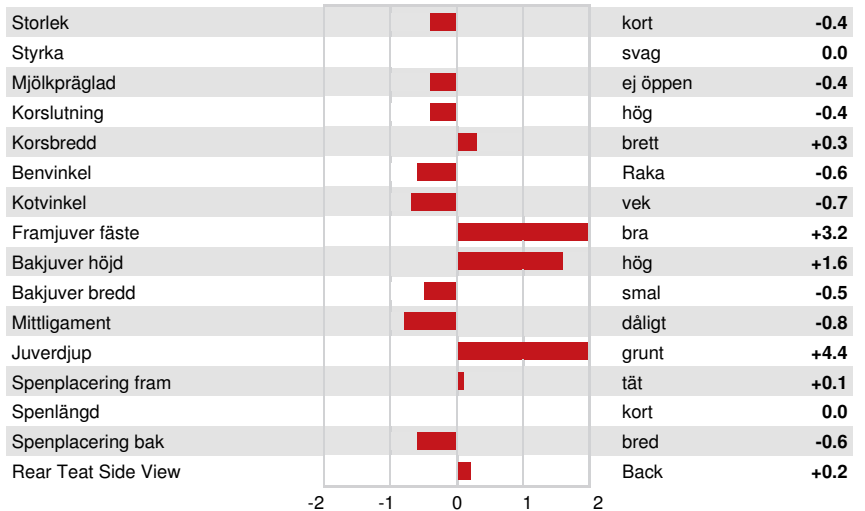 Storlek kort -0.4
Styrka svag 0.0
Mjölkpräglad ej öppen -0.4
Korslutning hög -0.4
Korsbredd brett +0.3
Benvinkel Raka -0.6
Kotvinkel vek -0.7
Framjuver fäste bra +3.2
Bakjuver höjd hög +1.6
Bakjuver bredd smal -0.5
Mittligament dåligt -0.8
Juverdjup grunt +4.4
Spenplacering fram tät +0.1
Spenlängd kort 0.0
Spenplacering bak bred -0.6
Rear Teat Side View Back +0.2
-2 -1 0 1 2